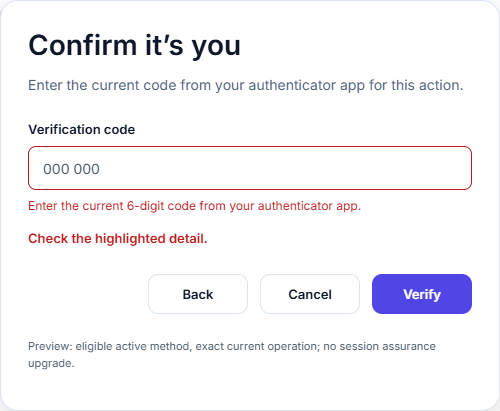 Confirm it’s you
Enter the current code from your authenticator app for this action.
Verification code
000 000
Enter the current 6-digit code from your authenticator app.
Check the highlighted detail.
Back
Cancel
Verify
Preview: eligible active method, exact current operation; no session assurance
upgrade.